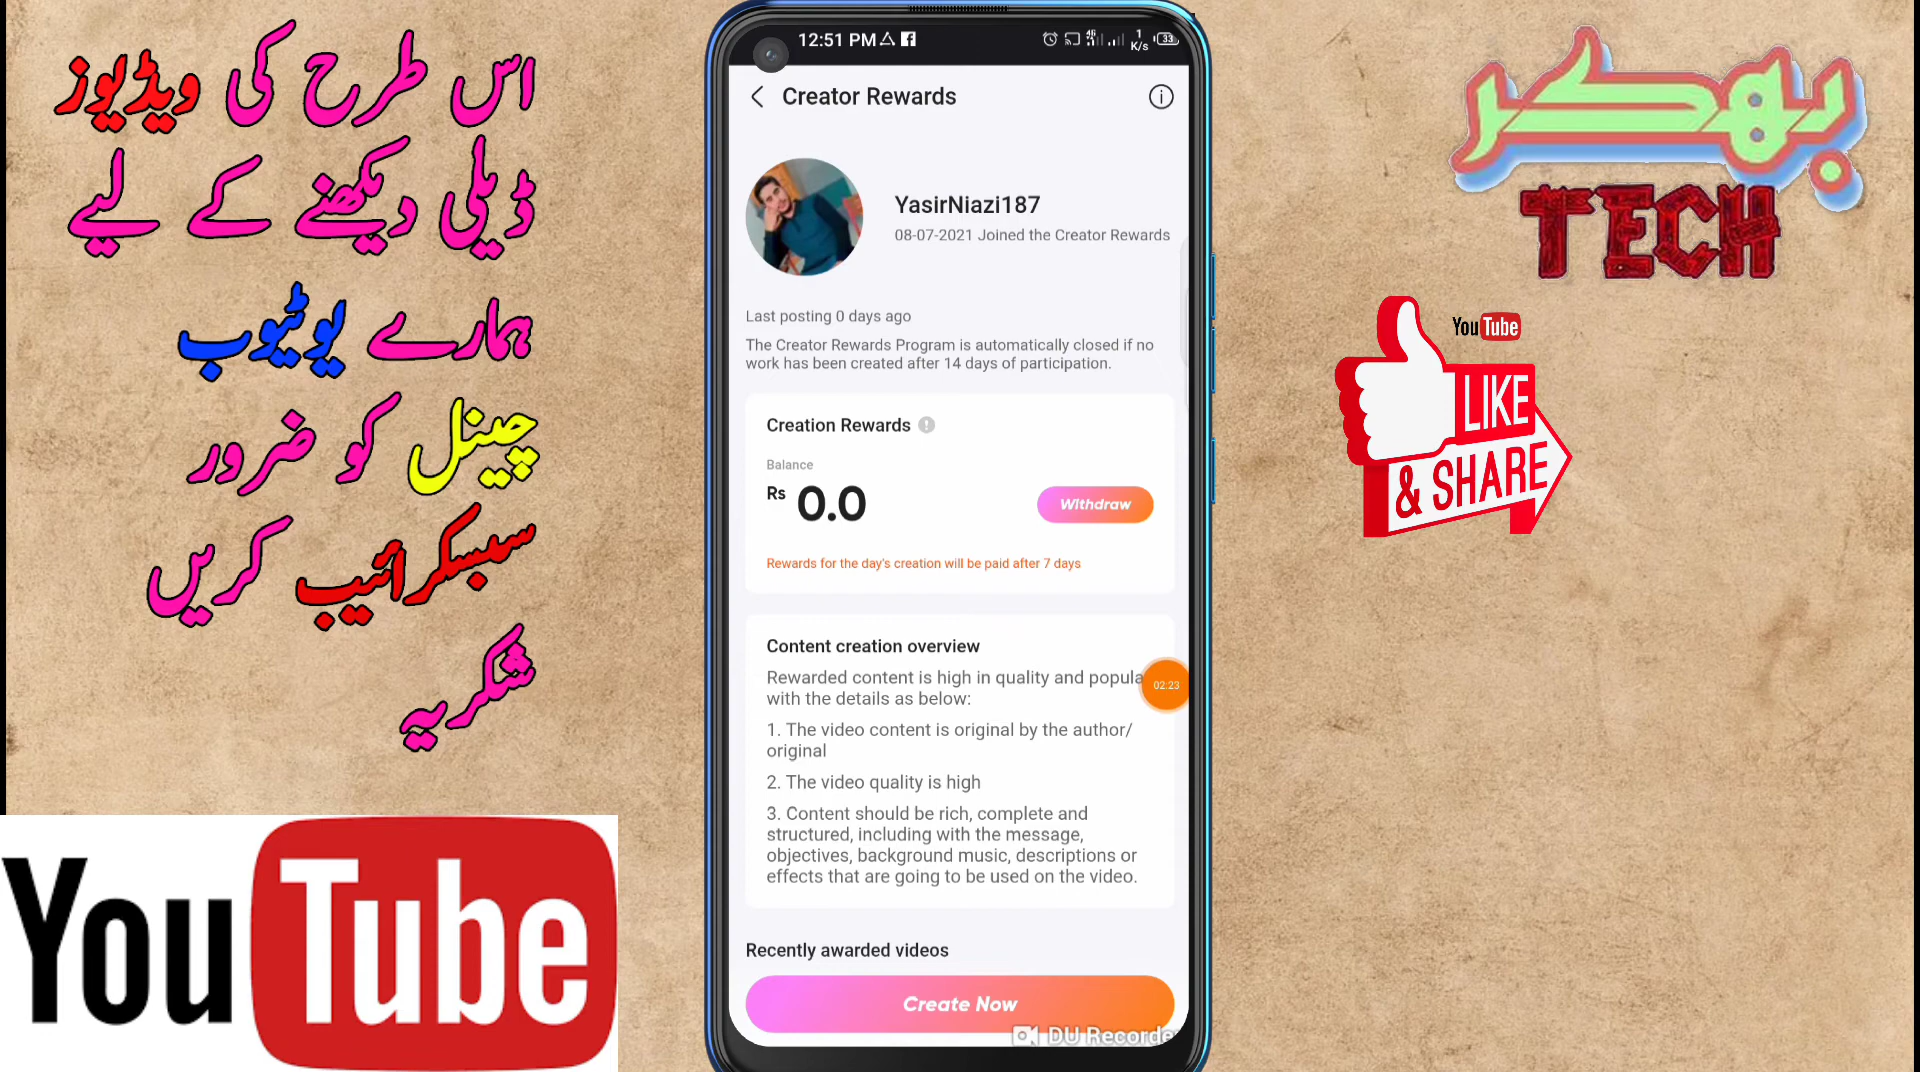 اس طرح کی ویڈیوز
ڈیلی دیکھنے کے لیے
ہمارے یوٹیوب
چینل کو ضرور
سبسکرائیب کریں
شکریہ
YouTube
12:51 PM
4G
1
K/s
33
Creator Rewards
YasirNiazi187
08-07-2021 Joined the Creator Rewards
Last posting 0 days ago
The Creator Rewards Program is automatically closed if no
work has been created after 14 days of participation.
Creation Rewards
Balance
Rs 0.0
Withdraw
Rewards for the day's creation will be paid after 7 days
Content creation overview
Rewarded content is high in quality and popula
with the details as below:
02:23
1. The video content is original by the author/
original
2. The video quality is high
3. Content should be rich, complete and
structured, including with the message,
objectives, background music, descriptions or
effects that are going to be used on the video.
Recently awarded videos
Create Now
DU Recorde
بھکر
TECH
YouTube
LIKE
& SHARE